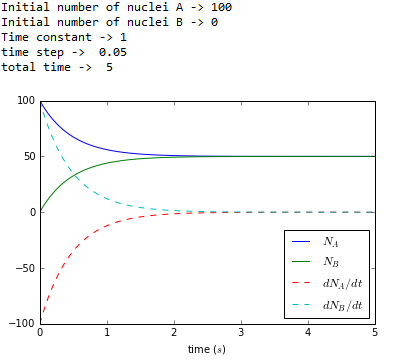 Initial number of nuclei A -> 100
Initial number of nuclei B -> 0
Time constant -> 1
time step ->  0.05
total time ->  5
100
50
0
−50
−100
0 1 2 3 4 5
time (s)
N_A
N_B
dN_A/dt
dN_B/dt